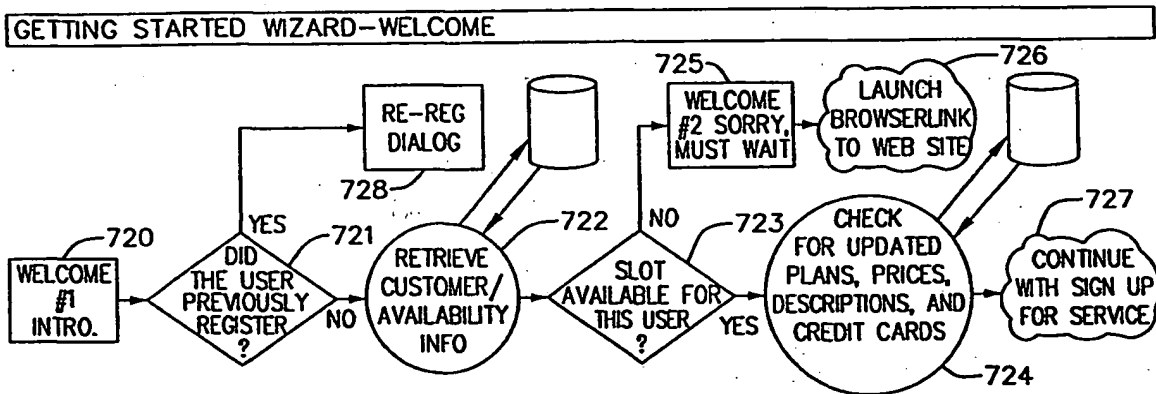 GETTING STARTED WIZARD-WELCOME
720
WELCOME
#1
INTRO.
YES
DID
THE USER
PREVIOUSLY
REGISTER
?
721
NO
RE-REG
DIALOG
728
RETRIEVE
CUSTOMER/
AVAILABILITY
INFO
722
NO
SLOT
AVAILABLE FOR
THIS USER
?
723
YES
725
WELCOME
#2 SORRY,
MUST WAIT
726
LAUNCH
BROWSERLINK
TO WEB SITE
CHECK
FOR UPDATED
PLANS, PRICES,
DESCRIPTIONS, AND
CREDIT CARDS
724
727
CONTINUE
WITH SIGN UP
FOR SERVICE